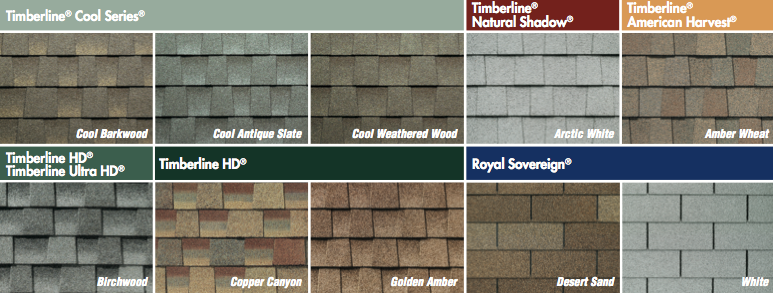 Timberline® Cool Series®
Timberline®
Natural Shadow®
Timberline®
American Harvest®
Cool Barkwood
Cool Antique Slate
Cool Weathered Wood
Arctic White
Amber Wheat
Timberline HD®
Timberline Ultra HD®
Timberline HD®
Royal Sovereign®
Birchwood
Copper Canyon
Golden Amber
Desert Sand
White